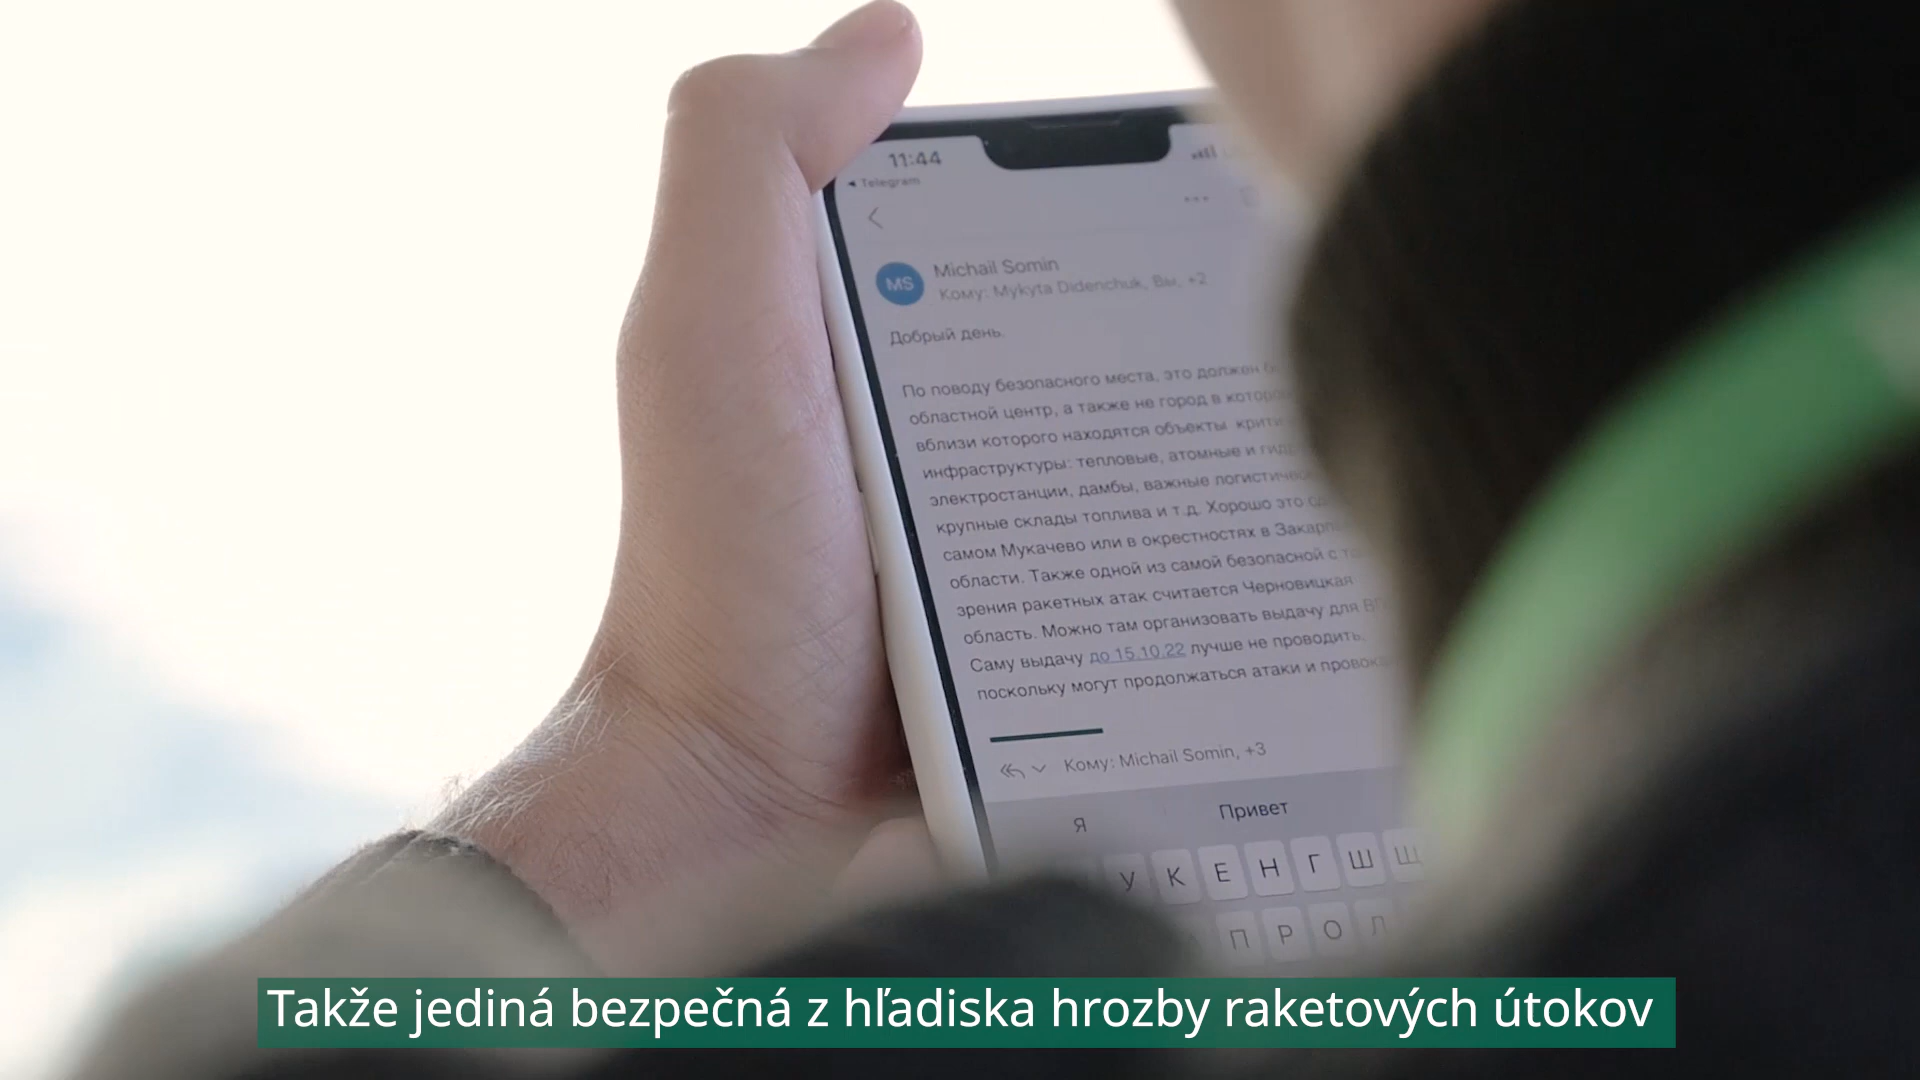 11:44
Telegram
MS
Michail Somin
Кому: Mykyta Didenchuk, Вы, +2
Добрый день.
По поводу безопасного места, это должен
областной центр, а также не город в
вблизи которого находятся объекты
инфраструктуры: тепловые, атомные и
электростанции, дамбы, важные
крупные склады топлива и т.д. Хорошо это
самом Мукачево или в окрестностях в
области. Также одной из самой безопасной с
зрения ракетных атак считается Черновицкая
область. Можно там организовать выдачу для
Саму выдачу до 15.10.22 лучше не проводить,
поскольку могут продолжаться атаки и
Кому: Michail Somin, +3
Я Привет
У К Е Н Г Ш Щ
П Р О Л
Takže jediná bezpečná z hľadiska hrozby raketových útokov